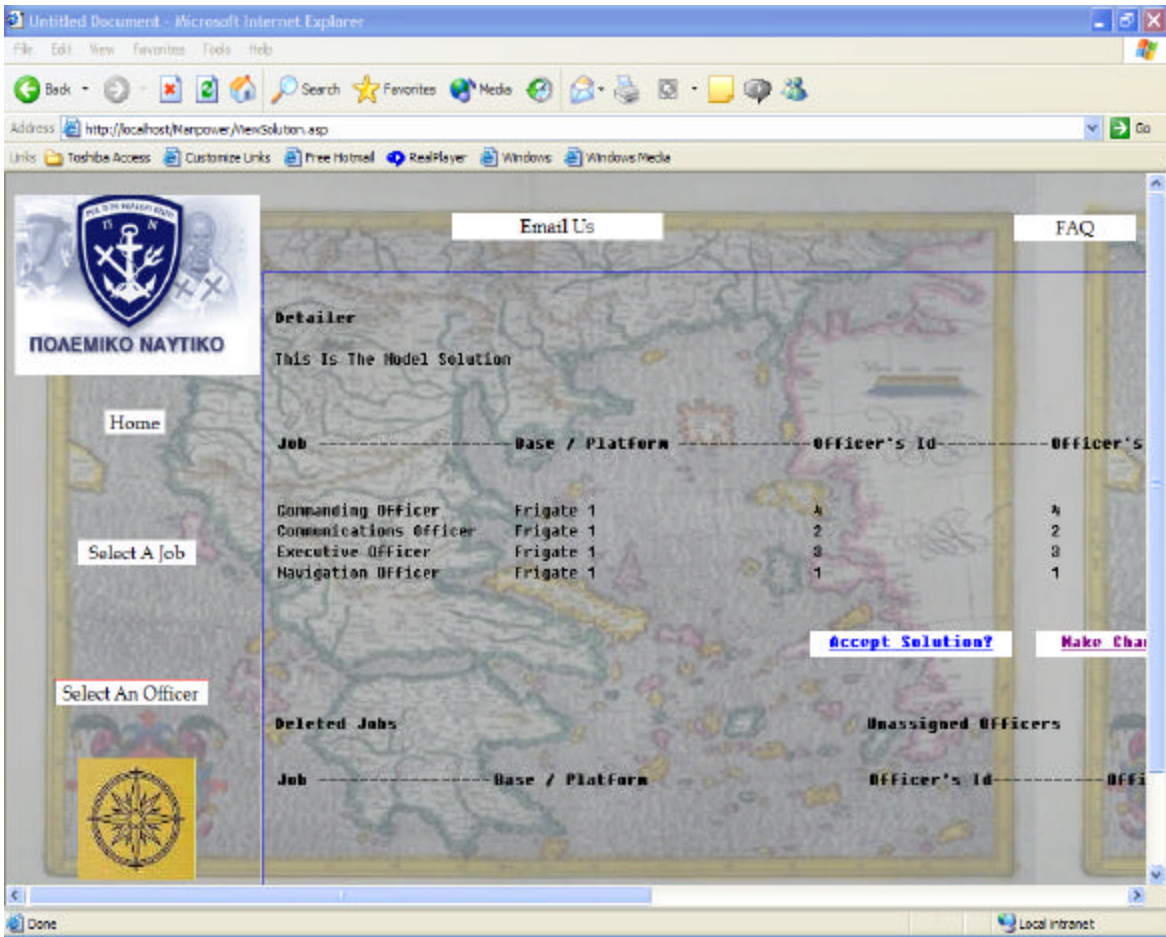 Untitled Document - Microsoft Internet Explorer
File Edit View Favorites Tools Help
Back Search Favorites Media
Address http://localhost/Manpower/ViewSolution.asp Go
Links Toshiba Access Customize Links Free Hotmail RealPlayer Windows Windows Media
Π Ν
ΠΟΛΕΜΙΚΟ ΝΑΥΤΙΚΟ
Email Us FAQ
Detailer
This Is The Model Solution
Home
Job --------------------Base / Platform --------------Officer's Id------------Officer's
Commanding Officer Frigate 1 4 4
Communications Officer Frigate 1 2 2
Executive Officer Frigate 1 3 3
Navigation Officer Frigate 1 1 1
Select A Job
Accept Solution? Make Chan
Select An Officer
Deleted Jobs Unassigned Officers
Job ------------------Base / Platform Officer's Id------------Offi
Done Local intranet